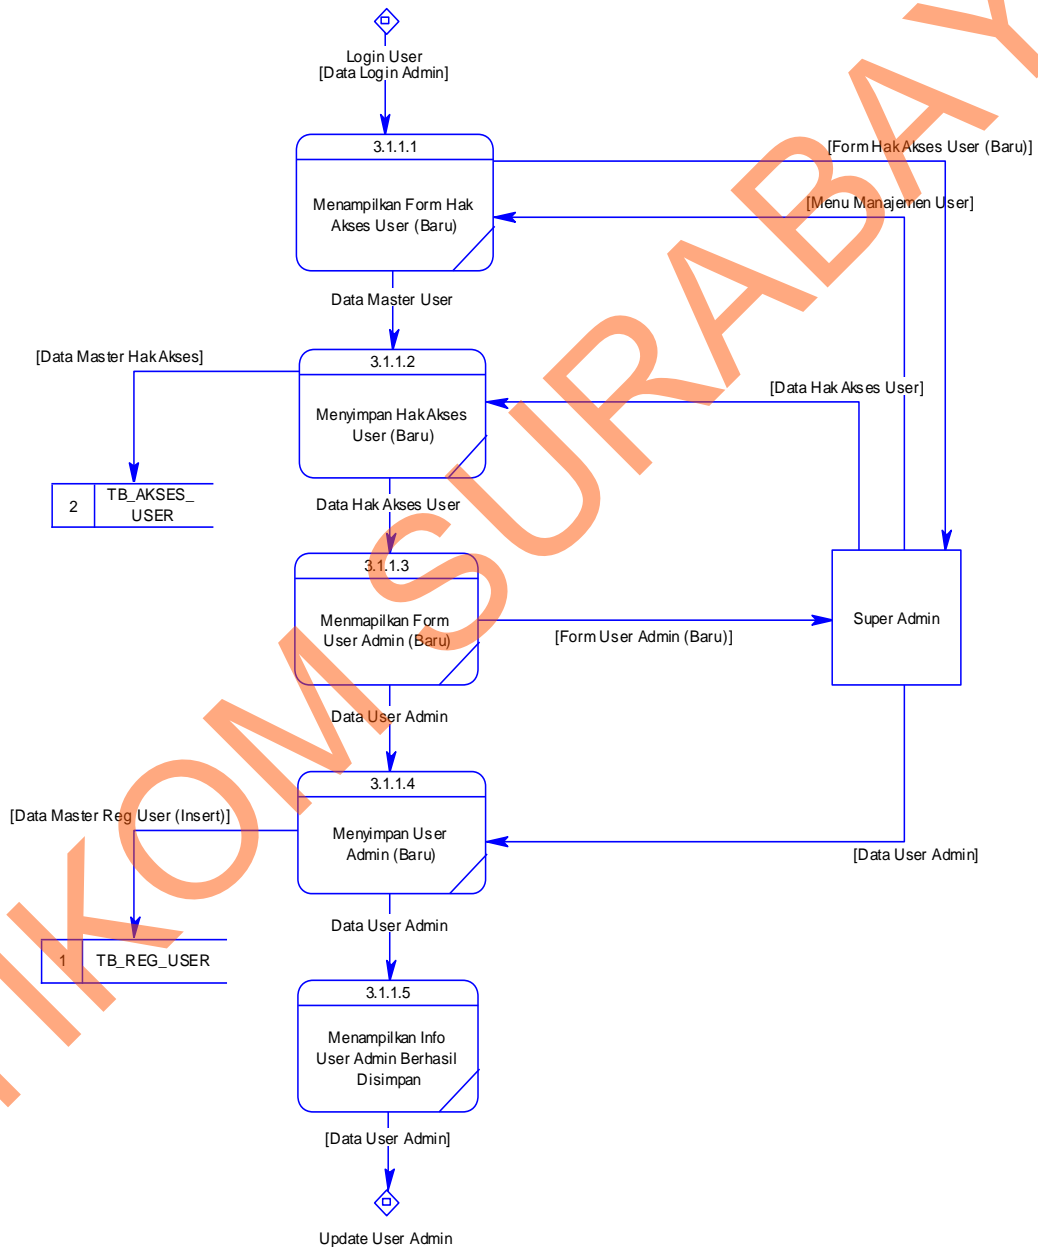 Login User
[Data Login Admin]
3.1.1.1
[Form Hak Akses User (Baru)]
Menampilkan Form Hak
Akses User (Baru)
[Menu Manajemen User]
Data Master User
[Data Master Hak Akses]
3.1.1.2
[Data Hak Akses User]
Menyimpan Hak Akses
User (Baru)
2
TB_AKSES_
USER
Data Hak Akses User
3.1.1.3
Menmapilkan Form
User Admin (Baru)
[Form User Admin (Baru)]
Super Admin
Data User Admin
3.1.1.4
[Data Master Reg User (Insert)]
Menyimpan User
Admin (Baru)
[Data User Admin]
Data User Admin
1
TB_REG_USER
3.1.1.5
Menampilkan Info
User Admin Berhasil
Disimpan
[Data User Admin]
Update User Admin
IKOM SURABAY